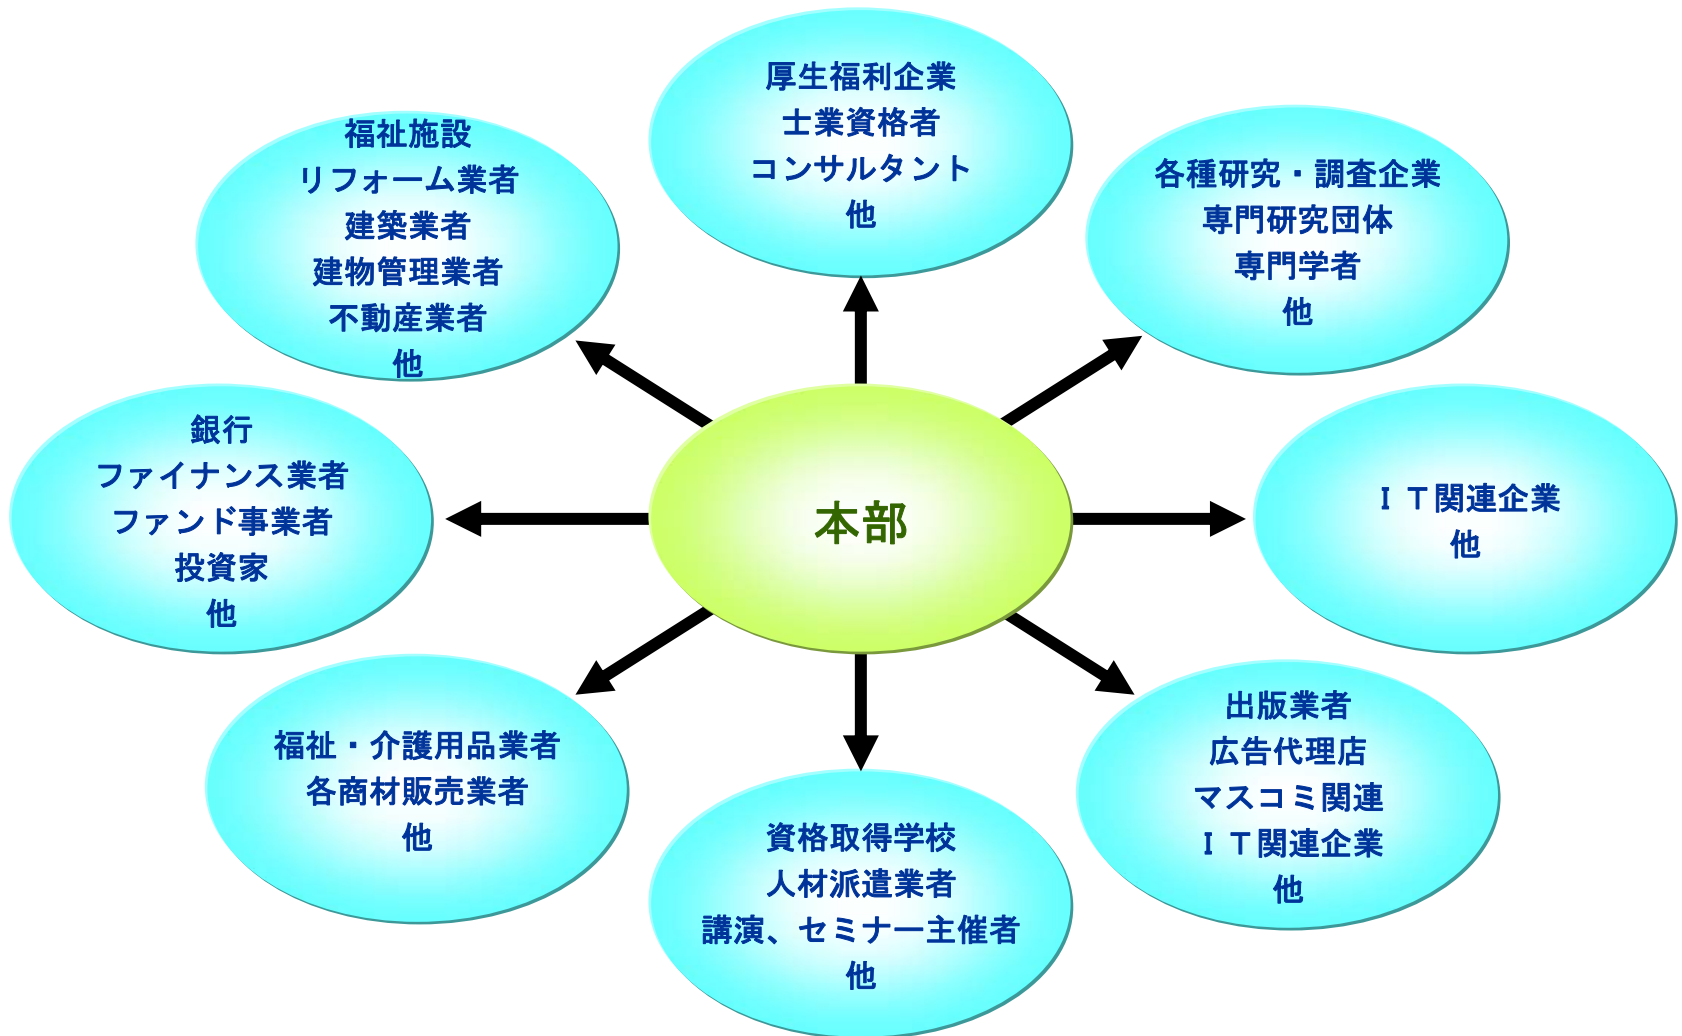 厚生福利企業
士業資格者
コンサルタント
他
福祉施設
リフォーム業者
建築業者
建物管理業者
不動産業者
他
各種研究・調査企業
専門研究団体
専門学者
他
銀行
ファイナンス業者
ファンド事業者
投資家
他
本部
ＩＴ関連企業
他
福祉・介護用品業者
各商材販売業者
他
資格取得学校
人材派遣業者
講演、セミナー主催者
他
出版業者
広告代理店
マスコミ関連
ＩＴ関連企業
他